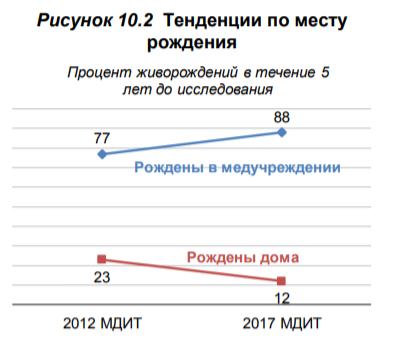 Рисунок 10.2 Тенденции по месту
рождения
Процент живорождений в течение 5
лет до исследования
88
77
Рождены в медучреждении
Рождены дома
23
12
2012 МДИТ 2017 МДИТ